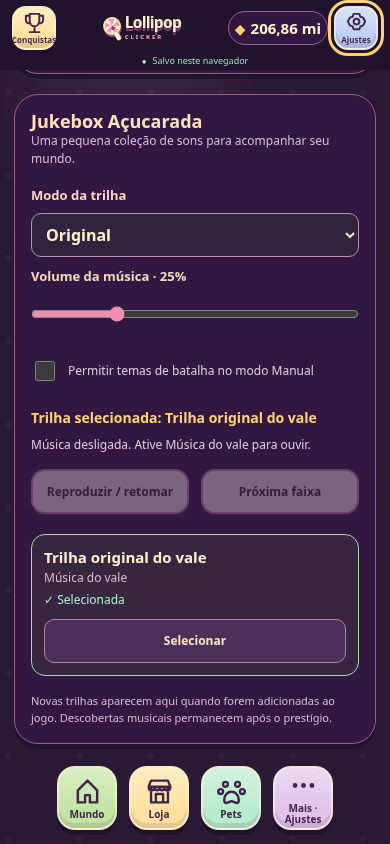 Conquistas
Lollipop
CLICKER
206,86 mi
Ajustes
Salvo neste navegador
Jukebox Açucarada
Uma pequena coleção de sons para acompanhar seu
mundo.
Modo da trilha
Original
Volume da música · 25%
Permitir temas de batalha no modo Manual
Trilha selecionada: Trilha original do vale
Música desligada. Ative Música do vale para ouvir.
Reproduzir / retomar
Próxima faixa
Trilha original do vale
Música do vale
✓ Selecionada
Selecionar
Novas trilhas aparecem aqui quando forem adicionadas ao
jogo. Descobertas musicais permanecem após o prestígio.
Mundo
Loja
Pets
Mais ·
Ajustes